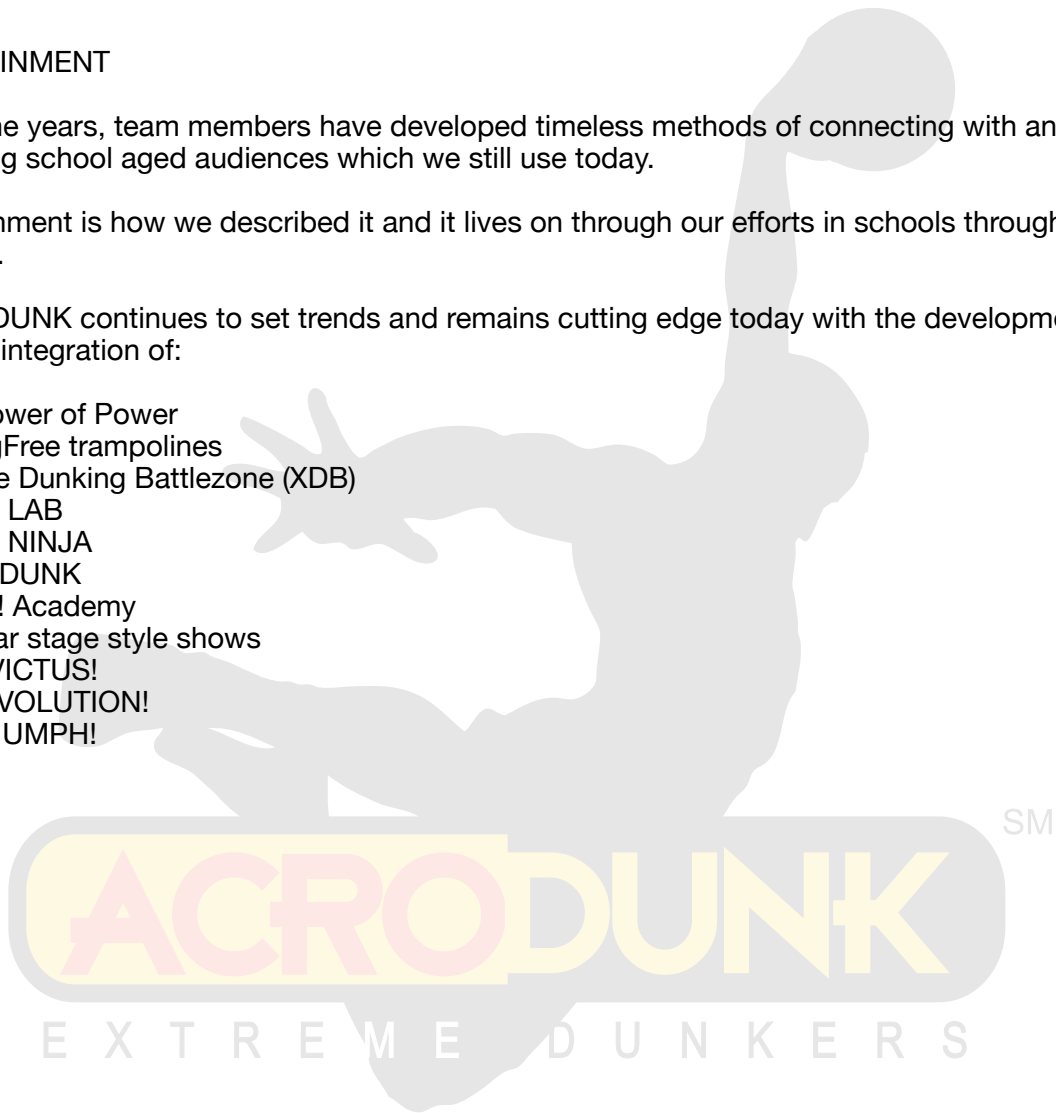 INMENT
ne years, team members have developed timeless methods of connecting with an
g school aged audiences which we still use today.
nment is how we described it and it lives on through our efforts in schools through
.
DUNK continues to set trends and remains cutting edge today with the developme
integration of:
ower of Power
gFree trampolines
e Dunking Battlezone (XDB)
LAB
NINJA
DUNK
! Academy
ar stage style shows
VICTUS!
VOLUTION!
UMPH!
SM
ACRODUNK
EXTREME DUNKERS